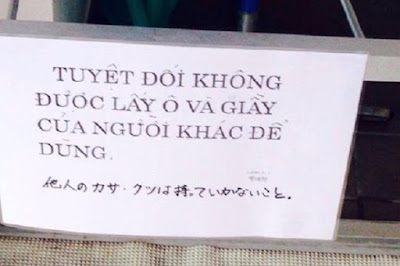 TUYỆT ĐỐI KHÔNG
ĐƯỢC LẤY Ô VÀ GIẦY
CỦA NGƯỜI KHÁC ĐỂ
DÙNG.
他人のカサ・クツは持っていかないこと。